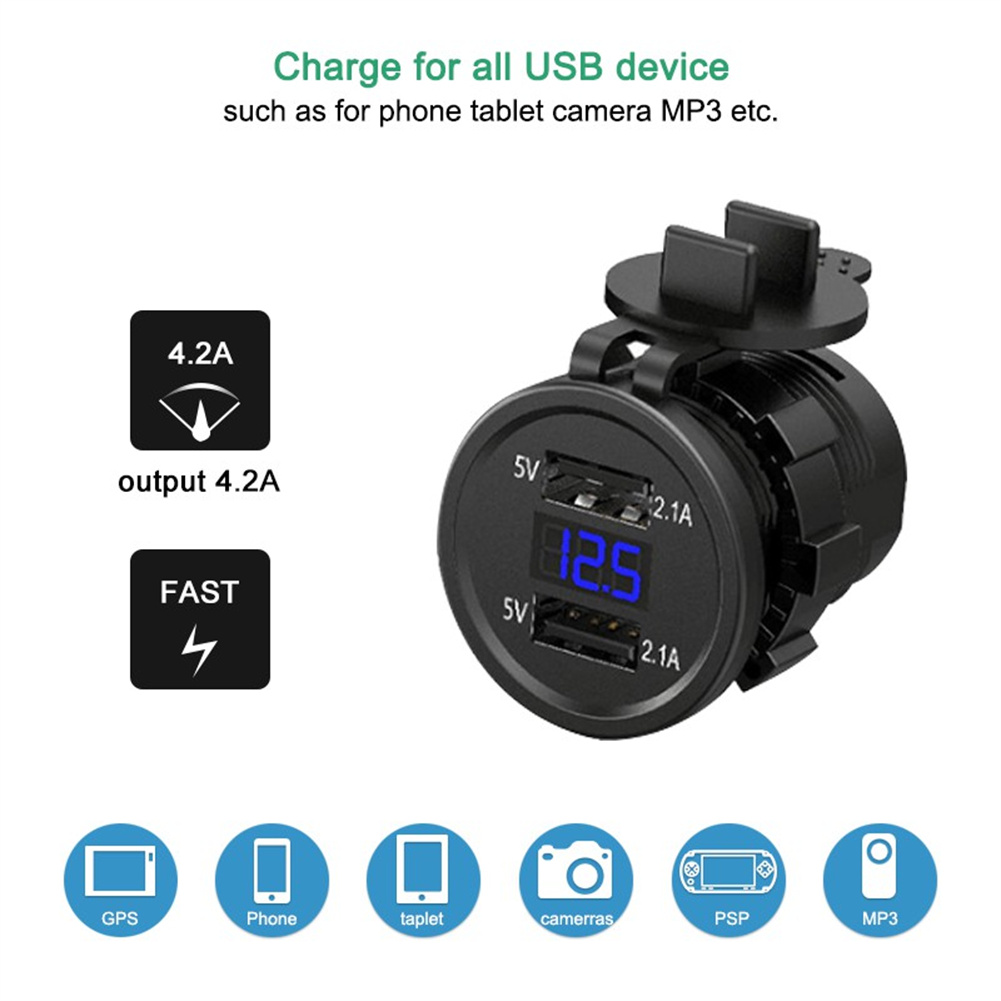 Charge for all USB device
such as for phone tablet camera MP3 etc.
4.2A
output 4.2A
FAST
5V
2.1A
12.5
5V
2.1A
GPS
Phone
taplet
camerras
PSP
MP3